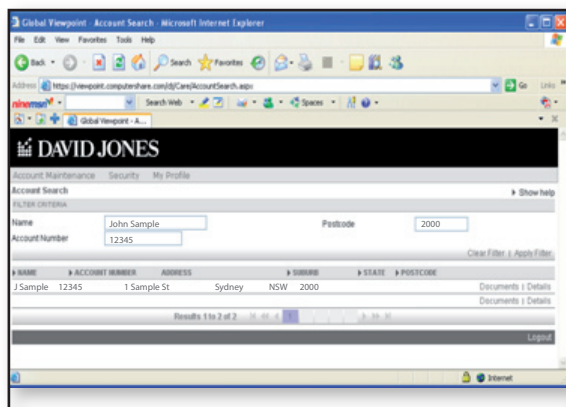 Global Viewpoint - Account Search - Microsoft Internet Explorer
File Edit View Favorites Tools Help
Back Search Favorites
Address https://viewpoint.computershare.com/dj/Care/AccountSearch.aspx Go Links »
ninemsn Search Web Spaces
Global Viewpoint - A...
DAVID JONES
Account Maintenance Security My Profile
Account Search Show help
FILTER CRITERIA
Name John Sample Postcode 2000
Account Number 12345
Clear Filter | Apply Filter
NAME ACCOUNT NUMBER ADDRESS SUBURB STATE POSTCODE
J Sample 12345 1 Sample St Sydney NSW 2000 Documents | Details
Documents | Details
Results 1 to 2 of 2 1
Logout
Internet